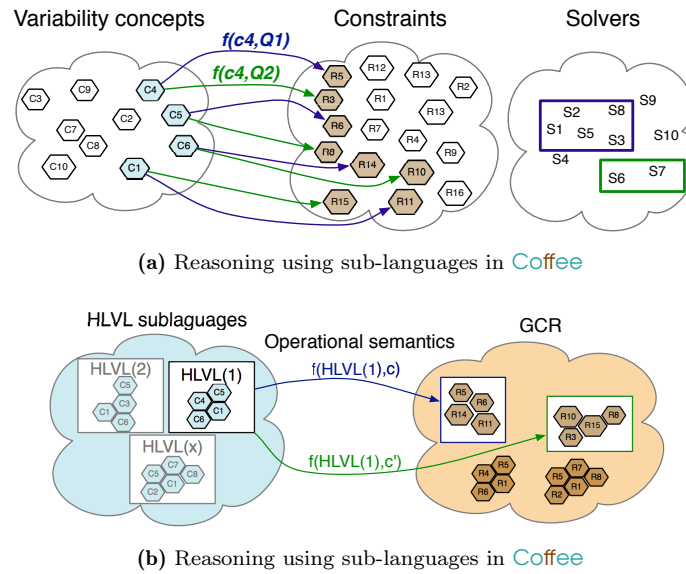 Variability concepts
Constraints
Solvers
f(c4,Q1)
f(c4,Q2)
C3
C9
C4
C2
C5
C7
C8
C6
C10
C1
R5
R12
R13
R2
R3
R1
R13
R6
R7
R4
R8
R9
R14
R10
R15
R11
R16
S2
S8
S9
S1
S5
S3
S10
S4
S6
S7
(a) Reasoning using sub-languages in Coffee
HLVL sublaguages
Operational semantics
GCR
HLVL(2)
C5
C3
C1
C6
HLVL(1)
C5
C4
C1
C6
HLVL(x)
C7
C5
C8
C1
C2
f(HLVL(1),c)
f(HLVL(1),c')
R5
R6
R14
R11
R10
R8
R15
R3
R5
R4
R1
R6
R7
R5
R8
R1
R2
(b) Reasoning using sub-languages in Coffee